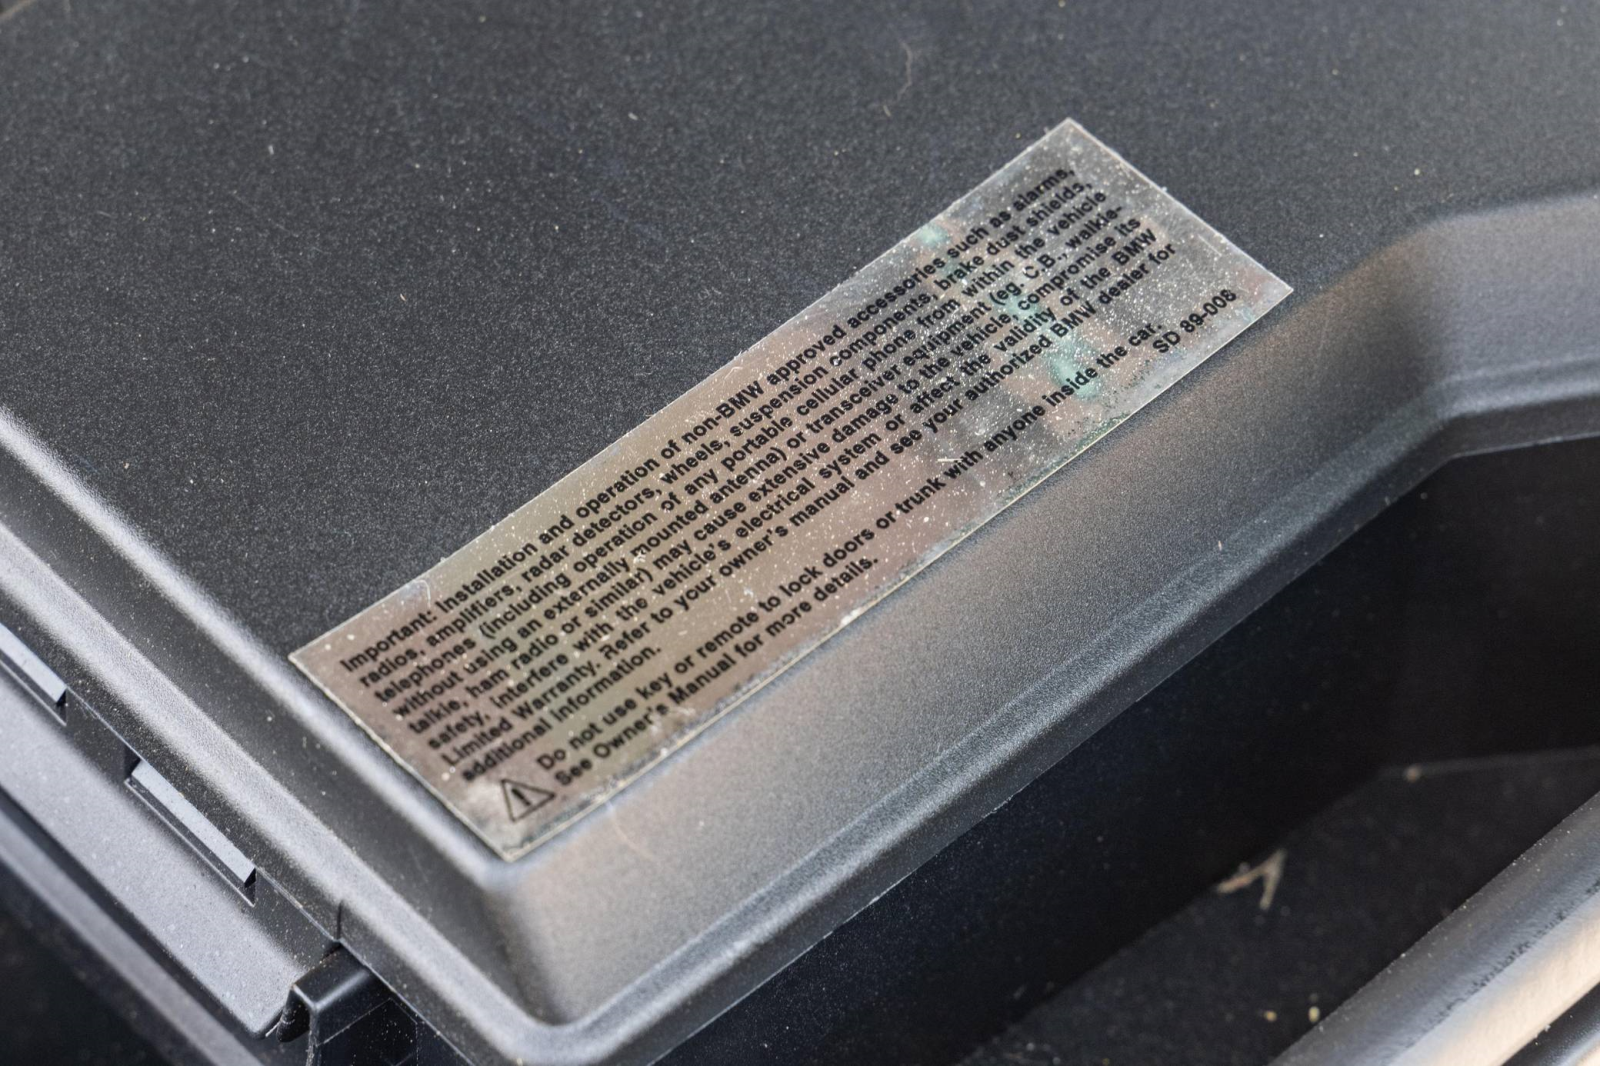 Important: Installation and operation of non-BMW approved accessories such as alarms,
radios, amplifiers, radar detectors, wheels, suspension components, brake dust shields,
telephones (including operation of any portable cellular phone from within the vehicle
without using an externally mounted antenna) or transceiver equipment (eg. C.B., walkie-
talkie, ham radio or similar) may cause extensive damage to the vehicle, compromise its
safety, interfere with the vehicle's electrical system or affect the validity of the BMW
Limited Warranty. Refer to your owner's manual and see your authorized BMW dealer for
additional information.
Do not use key or remote to lock doors or trunk with anyone inside the car.
See Owner's Manual for more details.
SD 89-006